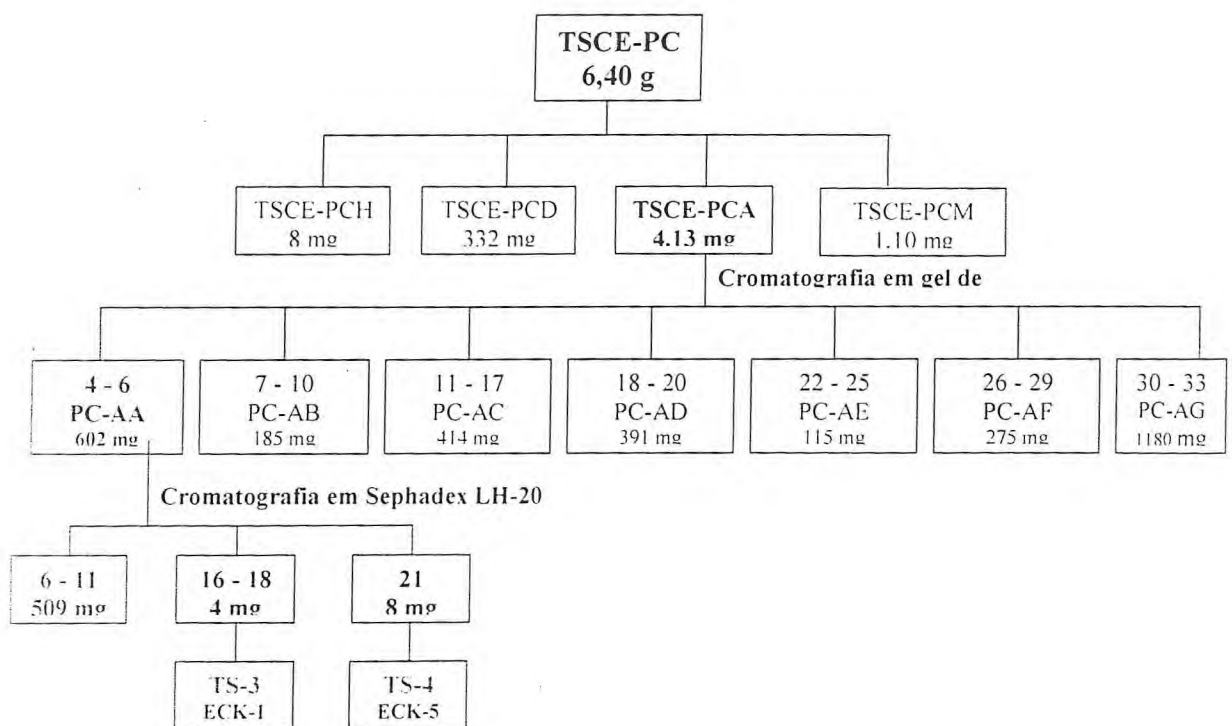 TSCE-PC
6,40 g
TSCE-PCH
8 mg
TSCE-PCD
332 mg
TSCE-PCA
4.13 mg
TSCE-PCM
1.10 mg
Cromatografia em gel de
4 - 6
PC-AA
602 mg
7 - 10
PC-AB
185 mg
11 - 17
PC-AC
414 mg
18 - 20
PC-AD
391 mg
22 - 25
PC-AE
115 mg
26 - 29
PC-AF
275 mg
30 - 33
PC-AG
1180 mg
Cromatografia em Sephadex LH-20
6 - 11
509 mg
16 - 18
4 mg
21
8 mg
TS-3
ECK-1
TS-4
ECK-5